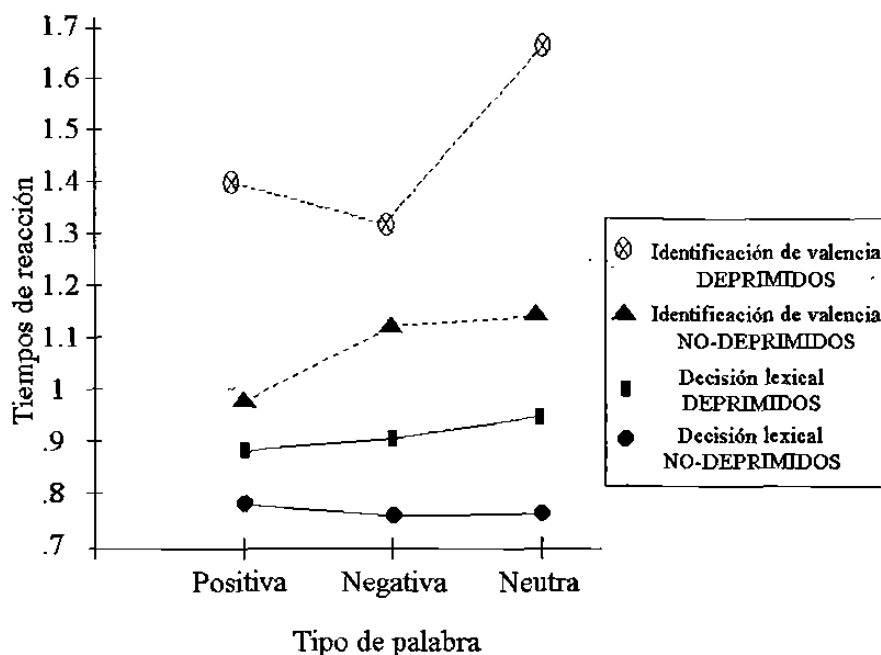 1.7
1.6
1.5
1.4
1.3
1.2
1.1
1
.9
.8
.7
Tiempos de reacción
Positiva Negativa Neutra
Tipo de palabra
Identificación de valencia
DEPRIMIDOS
Identificación de valencia
NO-DEPRIMIDOS
Decisión lexical
DEPRIMIDOS
Decisión lexical
NO-DEPRIMIDOS